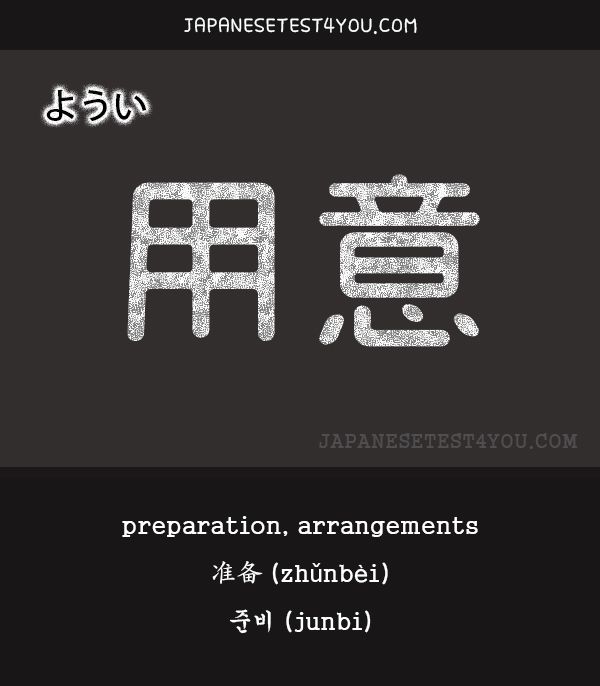 JAPANESETEST4YOU.COM
ようい
用意
JAPANESETEST4YOU.COM
preparation, arrangements
准备 (zhǔnbèi)
준비 (junbi)